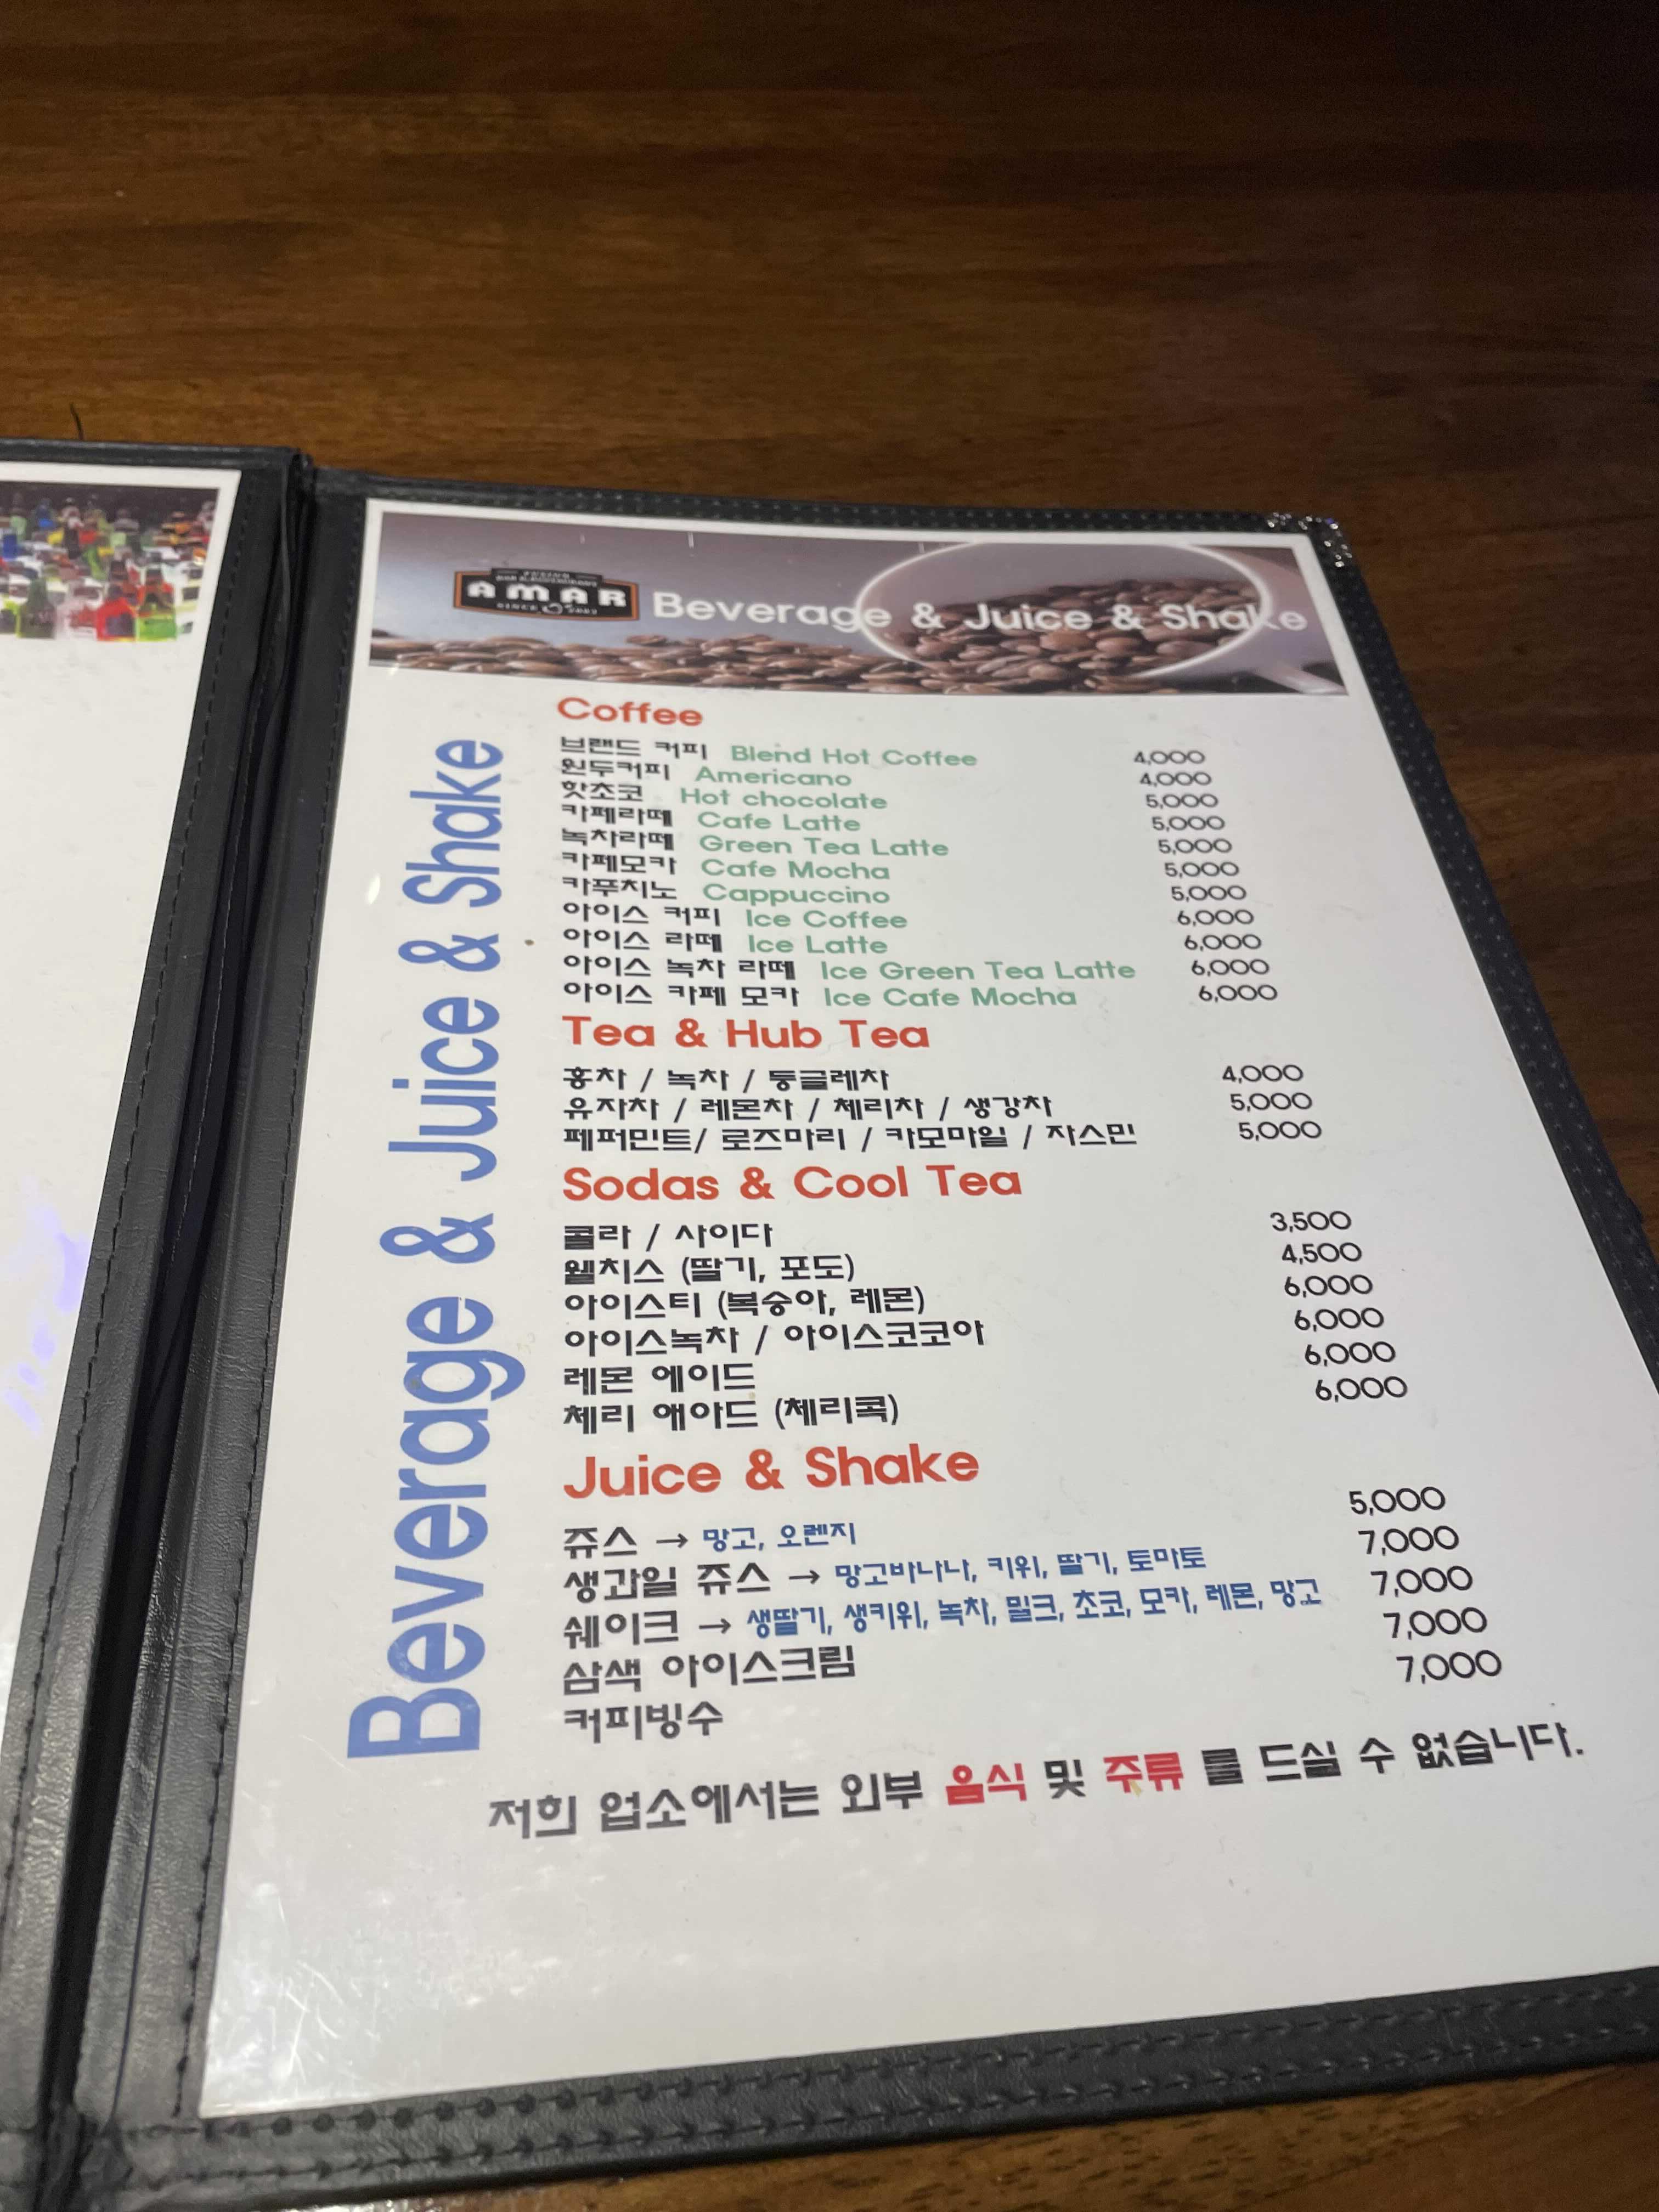 AMAR
Beverage & Juice & Shake
Beverage & Juice & Shake
Coffee
브랜드 커피 Blend Hot Coffee 4,000
원두커피 Americano 4,000
핫초코 Hot chocolate 5,000
카페라떼 Cafe Latte 5,000
녹차라떼 Green Tea Latte 5,000
카페모카 Cafe Mocha 5,000
카푸치노 Cappuccino 5,000
아이스 커피 Ice Coffee 6,000
아이스 라떼 Ice Latte 6,000
아이스 녹차 라떼 Ice Green Tea Latte 6,000
아이스 카페 모카 Ice Cafe Mocha 6,000
Tea & Hub Tea
홍차 / 녹차 / 둥글레차 4,000
유자차 / 레몬차 / 체리차 / 생강차 5,000
페퍼민트/ 로즈마리 / 카모마일 / 자스민 5,000
Sodas & Cool Tea
콜라 / 사이다 3,500
웰치스 (딸기, 포도) 4,500
아이스티 (복숭아, 레몬) 6,000
아이스녹차 / 아이스코코아 6,000
레몬 에이드 6,000
체리 애아드 (체리콕) 6,000
Juice & Shake
쥬스 → 망고, 오렌지 5,000
생과일 쥬스 → 망고바나나, 키위, 딸기, 토마토 7,000
쉐이크 → 생딸기, 생키위, 녹차, 밀크, 초코, 모카, 레몬, 망고 7,000
삼색 아이스크림 7,000
커피빙수 7,000
저희 업소에서는 외부 음식 및 주류 를 드실 수 없습니다.